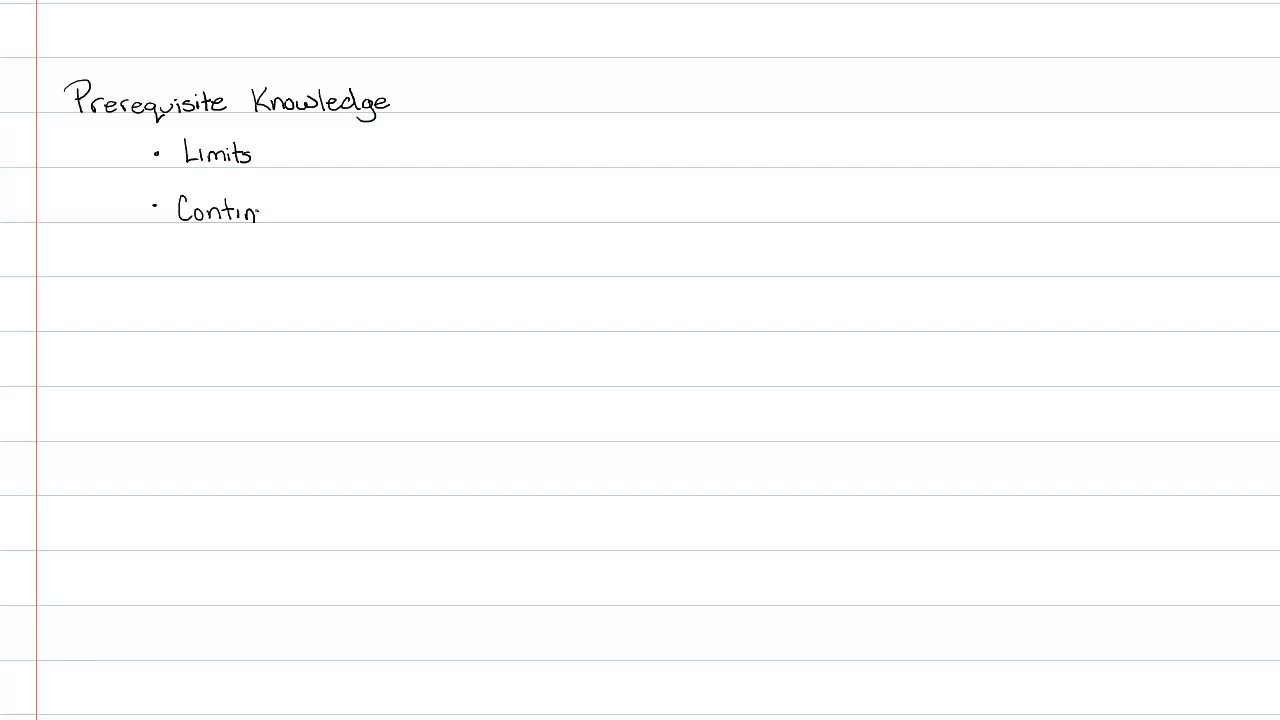 Prerequisite Knowledge
• Limits
• Contin